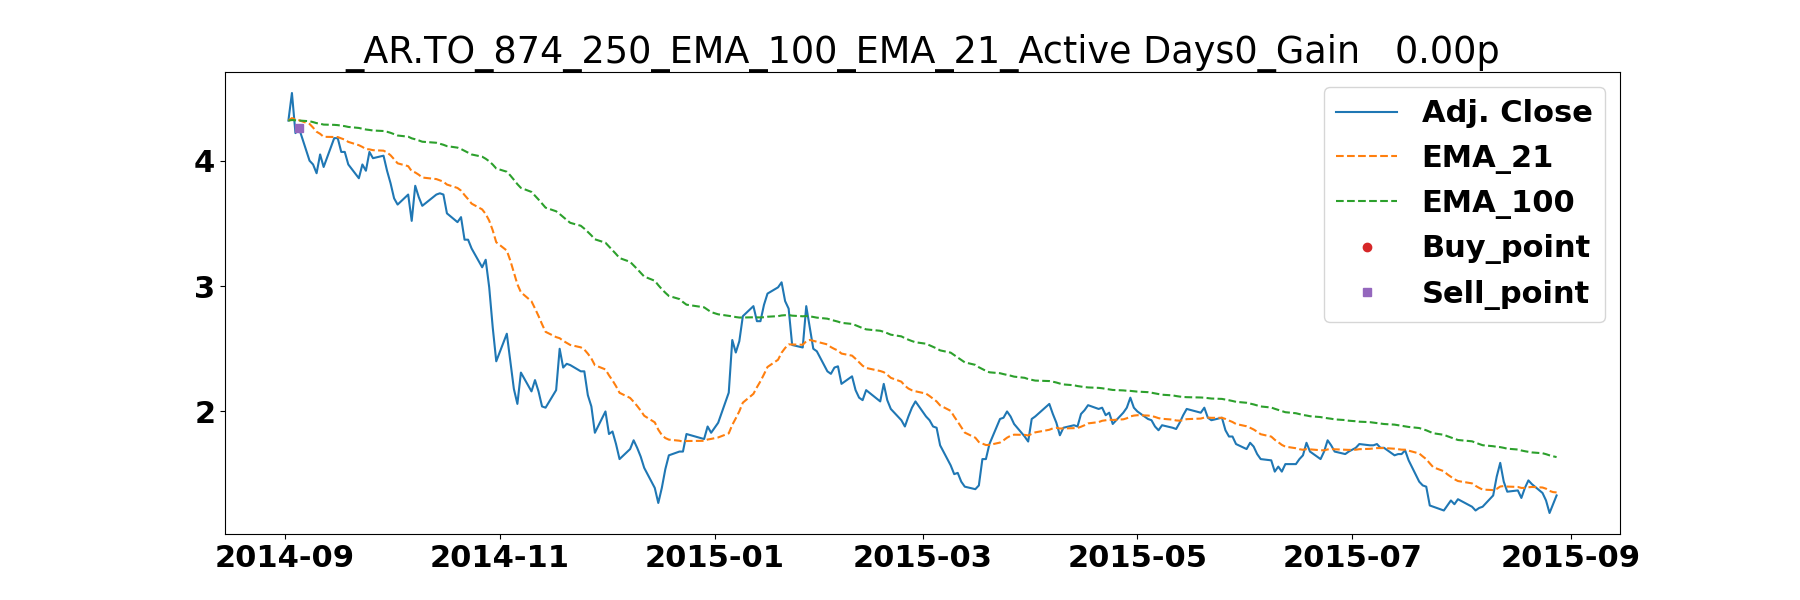 _AR.TO_874_250_EMA_100_EMA_21_Active Days0_Gain   0.00p
Adj. Close
EMA_21
EMA_100
Buy_point
Sell_point
4
3
2
2014-09 2014-11 2015-01 2015-03 2015-05 2015-07 2015-09